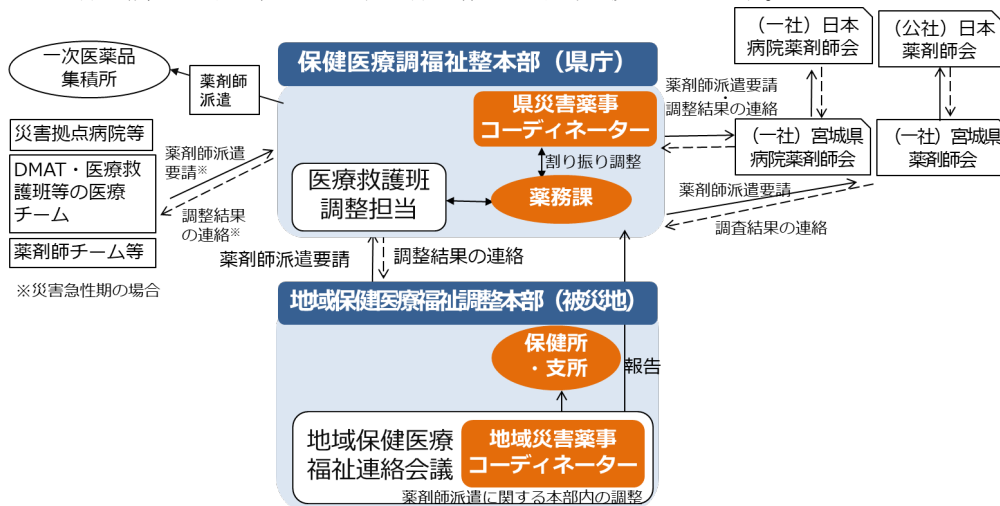 一次医薬品
集積所
薬剤師
派遣
災害拠点病院等
DMAT・医療救
護班等の医療
チーム
薬剤師チーム等
※災害急性期の場合
薬剤師派遣
要請※
調整結果
の連絡※
保健医療調福祉整本部（県庁）
県災害薬事
コーディネーター
割り振り調整
医療救護班
調整担当
薬務課
薬剤師派遣要請
・
調整結果の連絡
（一社）日本
病院薬剤師会
（公社）日本
薬剤師会
（一社）宮城県
病院薬剤師会
（一社）宮城県
薬剤師会
薬剤師派遣要請
調査結果の連絡
薬剤師派遣要請
調整結果の連絡
地域保健医療福祉調整本部（被災地）
保健所
・支所
報告
地域保健医療
福祉連絡会議
地域災害薬事
コーディネーター
薬剤師派遣に関する本部内の調整